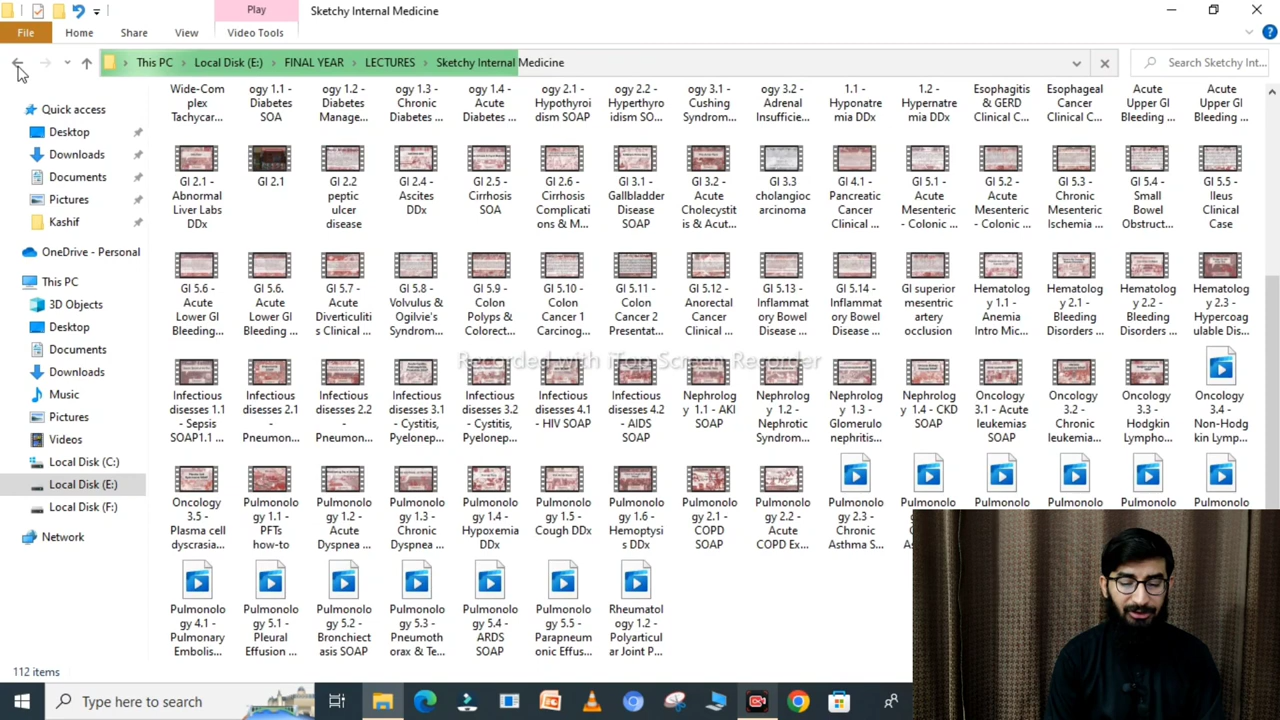 Play
Sketchy Internal Medicine
File
Home
Share
View
Video Tools
This PC > Local Disk (E:) > FINAL YEAR > LECTURES > Sketchy Internal Medicine
Search Sketchy Int...
Quick access
Desktop
Downloads
Documents
Pictures
Kashif
OneDrive - Personal
This PC
3D Objects
Desktop
Documents
Downloads
Music
Pictures
Videos
Local Disk (C:)
Local Disk (E:)
Local Disk (F:)
Network
Wide-Com ogy 1.1 - ogy 1.2 - ogy 1.3 - ogy 1.4 - ogy 2.1 - ogy 2.2 - ogy 3.1 - ogy 3.2 - 1.1 - 1.2 - Esophagitis Esophageal Acute Acute
plex Diabetes Diabetes Chronic Acute Hypothyroi Hyperthyro Cushing Adrenal Hyponatre Hypernatre & GERD Cancer Upper GI Upper GI
Tachycar... SOA Manage... Diabetes ... Diabetes ... dism SOAP idism SO... Syndrom... Insufficie... mia DDx mia DDx Clinical C... Clinical C... Bleeding ... Bleeding ...
GI 2.1 - GI 2.1 GI 2.2 GI 2.4 - GI 2.5 - GI 2.6 - GI 3.1 - GI 3.2 - GI 3.3 GI 4.1 - GI 5.1 - GI 5.2 - GI 5.3 - GI 5.4 - GI 5.5 -
Abnormal peptic Ascites Cirrhosis Cirrhosis Gallbladder Acute cholangioc Pancreatic Acute Acute Chronic Small Ileus
Liver Labs ulcer DDx SOA Complicati Disease Cholecystit arcinoma Cancer Mesenteric Mesenteric Mesenteric Bowel Clinical
DDx disease ons & M... SOAP is & Acut... Clinical ... - Colonic ... - Colonic ... Ischemia ... Obstruct... Case
GI 5.6 - GI 5.6. GI 5.7 - GI 5.8 - GI 5.9 - GI 5.10 - GI 5.11 - GI 5.12 - GI 5.13 - GI 5.14 - GI superior Hematolog Hematolog Hematolog Hematolog
Acute Acute Acute Volvulus & Colon Colon Colon Anorectal Inflammat Inflammat mesentric y 1.1 - y 2.1 - y 2.2 - y 2.3 -
Lower GI Lower GI Diverticuliti Ogilvie's Polyps & Cancer 1 Cancer 2 Cancer ory Bowel ory Bowel artery Anemia Bleeding Bleeding Hypercoag
Bleeding... Bleeding ... s Clinical ... Syndrom... Colorect... Carcinog... Presentat... Clinical ... Disease ... Disease ... occlusion Intro Mic... Disorders ... Disorders ... ulable Dis...
Recorded with iTop Screen Recorder
Infectious Infectious Infectious Infectious Infectious Infectious Infectious Nephrolog Nephrolog Nephrolog Nephrolog Oncology Oncology Oncology Oncology
diseases 1.1 diseases 2.1 diseases 2.2 diseases 3.1 diseases 3.2 diseases 4.1 diseases 4.2 y 1.1 - AKI y 1.2 - y 1.3 - y 1.4 - CKD 3.1 - Acute 3.2 - 3.3 - 3.4 -
- Sepsis - - - Cystitis, - Cystitis, - HIV SOAP - AIDS SOAP Nephrotic Glomerulo SOAP leukemias Chronic Hodgkin Non-Hodg
SOAP1.1 ... Pneumon... Pneumon... Pyelonep... Pyelonep... SOAP Syndrom... nephritis... SOAP leukemia... Lympho... kin Lymp...
Oncology Pulmonolo Pulmonolo Pulmonolo Pulmonolo Pulmonolo Pulmonolo Pulmonolo Pulmonolo Pulmonolo Pulmonolo Pulmonolo Pulmonolo Pulmonolo Pulmonolo
3.5 - gy 1.1 - gy 1.2 - gy 1.3 - gy 1.4 - gy 1.5 - gy 1.6 - gy 2.1 - gy 2.2 - gy 2.3 -
Plasma cell PFTs Acute Chronic Hypoxemia Cough DDx Hemoptysi COPD Acute Chronic
dyscrasia... how-to Dyspnea ... Dyspnea ... DDx s DDx SOAP COPD Ex... Asthma S...
Pulmonolo Pulmonolo Pulmonolo Pulmonolo Pulmonolo Pulmonolo Rheumatol
gy 4.1 - gy 5.1 - gy 5.2 - gy 5.3 - gy 5.4 - gy 5.5 - ogy 1.2 -
Pulmonary Pleural Bronchiect Pneumoth ARDS Parapneum Polyarticul
Embolis... Effusion ... asis SOAP orax & Te... SOAP onic Effus... ar Joint P...
112 items
Type here to search